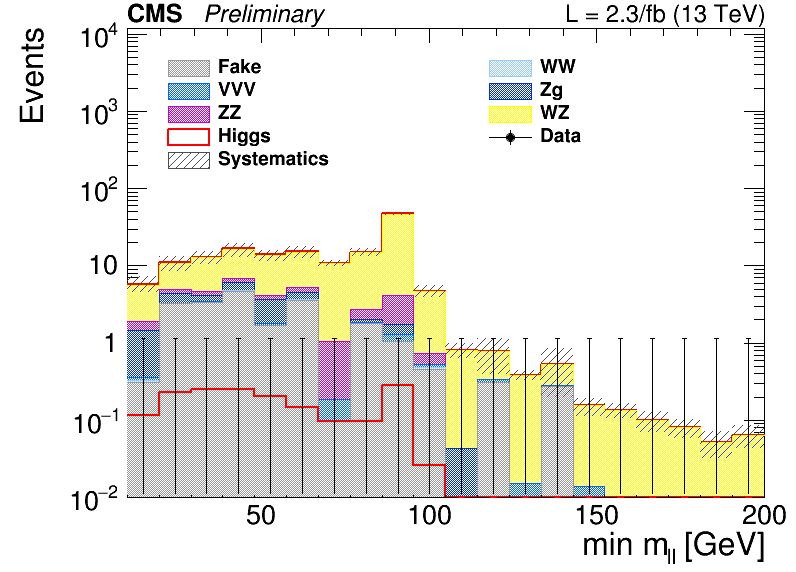 CMS Preliminary L = 2.3/fb (13 TeV)
Events
10⁴
10³
10²
10
1
10⁻¹
10⁻²
Fake
VVV
ZZ
Higgs
Systematics
WW
Zg
WZ
Data
50 100 150 200
min m_ll [GeV]